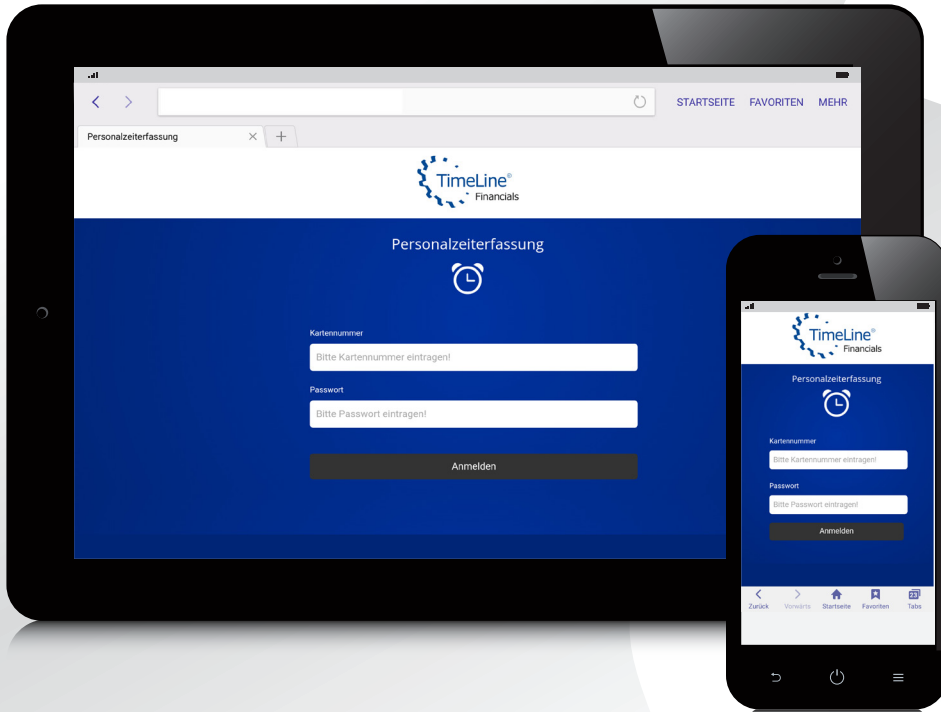 STARTSEITE FAVORITEN MEHR
Personalzeiterfassung
TimeLine®
Financials
Personalzeiterfassung
Kartennummer
Bitte Kartennummer eintragen!
Passwort
Bitte Passwort eintragen!
Anmelden
TimeLine®
Financials
Personalzeiterfassung
Kartennummer
Bitte Kartennummer eintragen!
Passwort
Bitte Passwort eintragen!
Anmelden
23
Zurück Vorwärts Startseite Favoriten Tabs